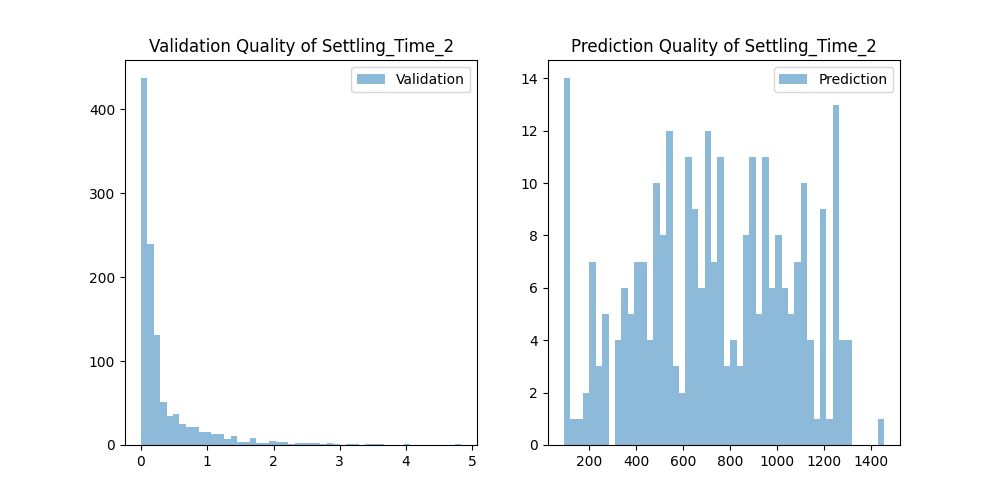 Validation Quality of Settling_Time_2
Validation
400
300
200
100
0
0 1 2 3 4 5
Prediction Quality of Settling_Time_2
Prediction
14
12
10
8
6
4
2
0
200 400 600 800 1000 1200 1400